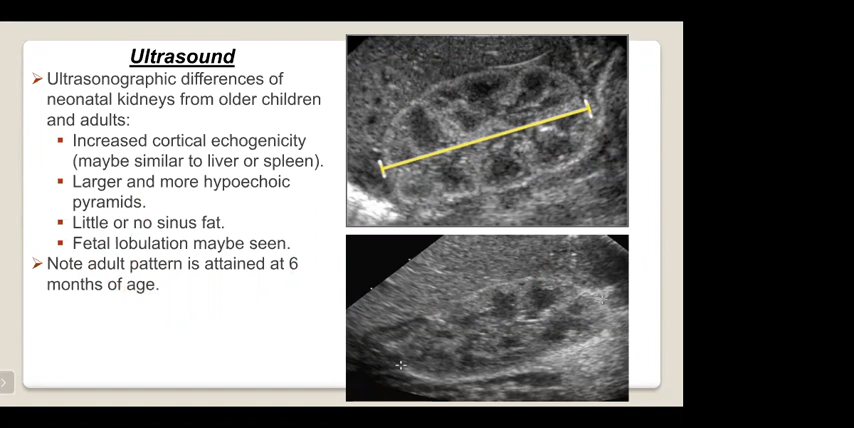 Ultrasound
➢ Ultrasonographic differences of
neonatal kidneys from older children
and adults:
▪ Increased cortical echogenicity
(maybe similar to liver or spleen).
▪ Larger and more hypoechoic
pyramids.
▪ Little or no sinus fat.
▪ Fetal lobulation maybe seen.
➢ Note adult pattern is attained at 6
months of age.